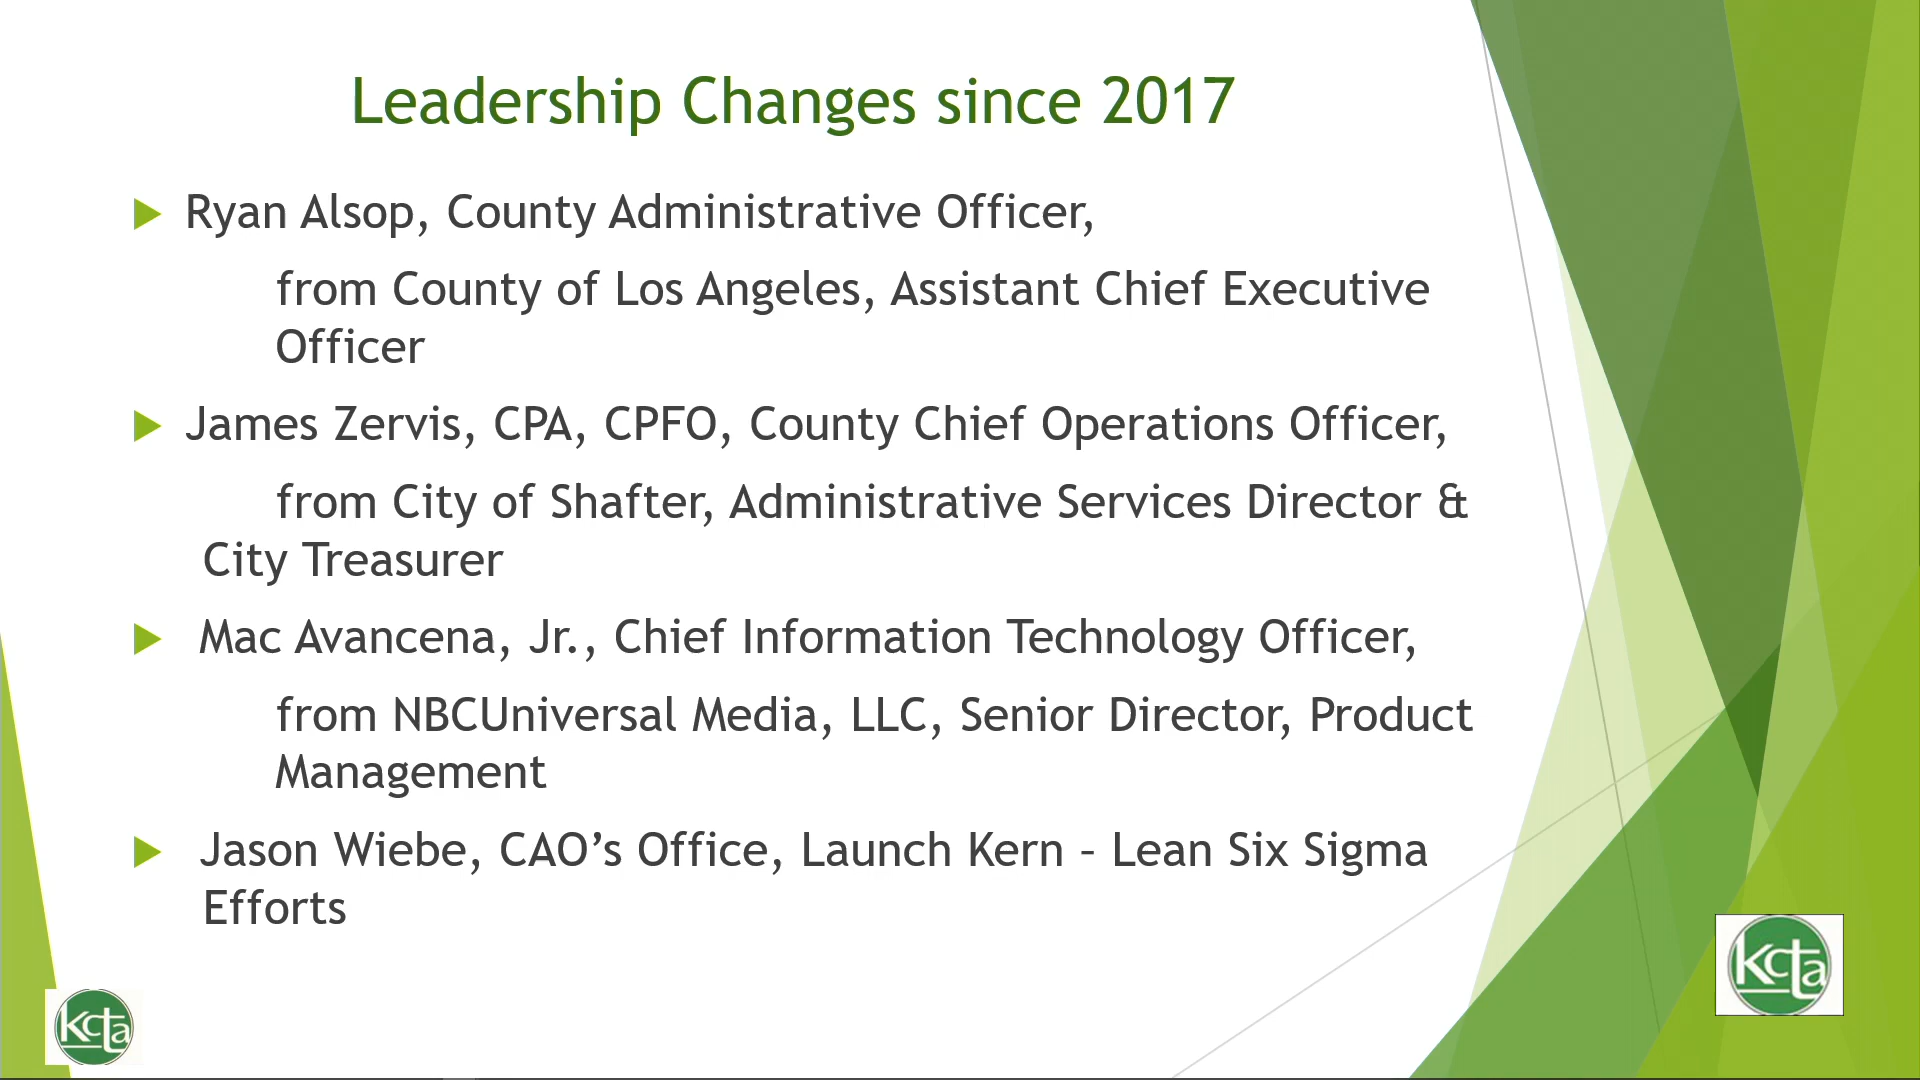 Leadership Changes since 2017
Ryan Alsop, County Administrative Officer,
from County of Los Angeles, Assistant Chief Executive
Officer
James Zervis, CPA, CPFO, County Chief Operations Officer,
from City of Shafter, Administrative Services Director &
City Treasurer
Mac Avancena, Jr., Chief Information Technology Officer,
from NBCUniversal Media, LLC, Senior Director, Product
Management
Jason Wiebe, CAO’s Office, Launch Kern – Lean Six Sigma
Efforts
kcta
kcta